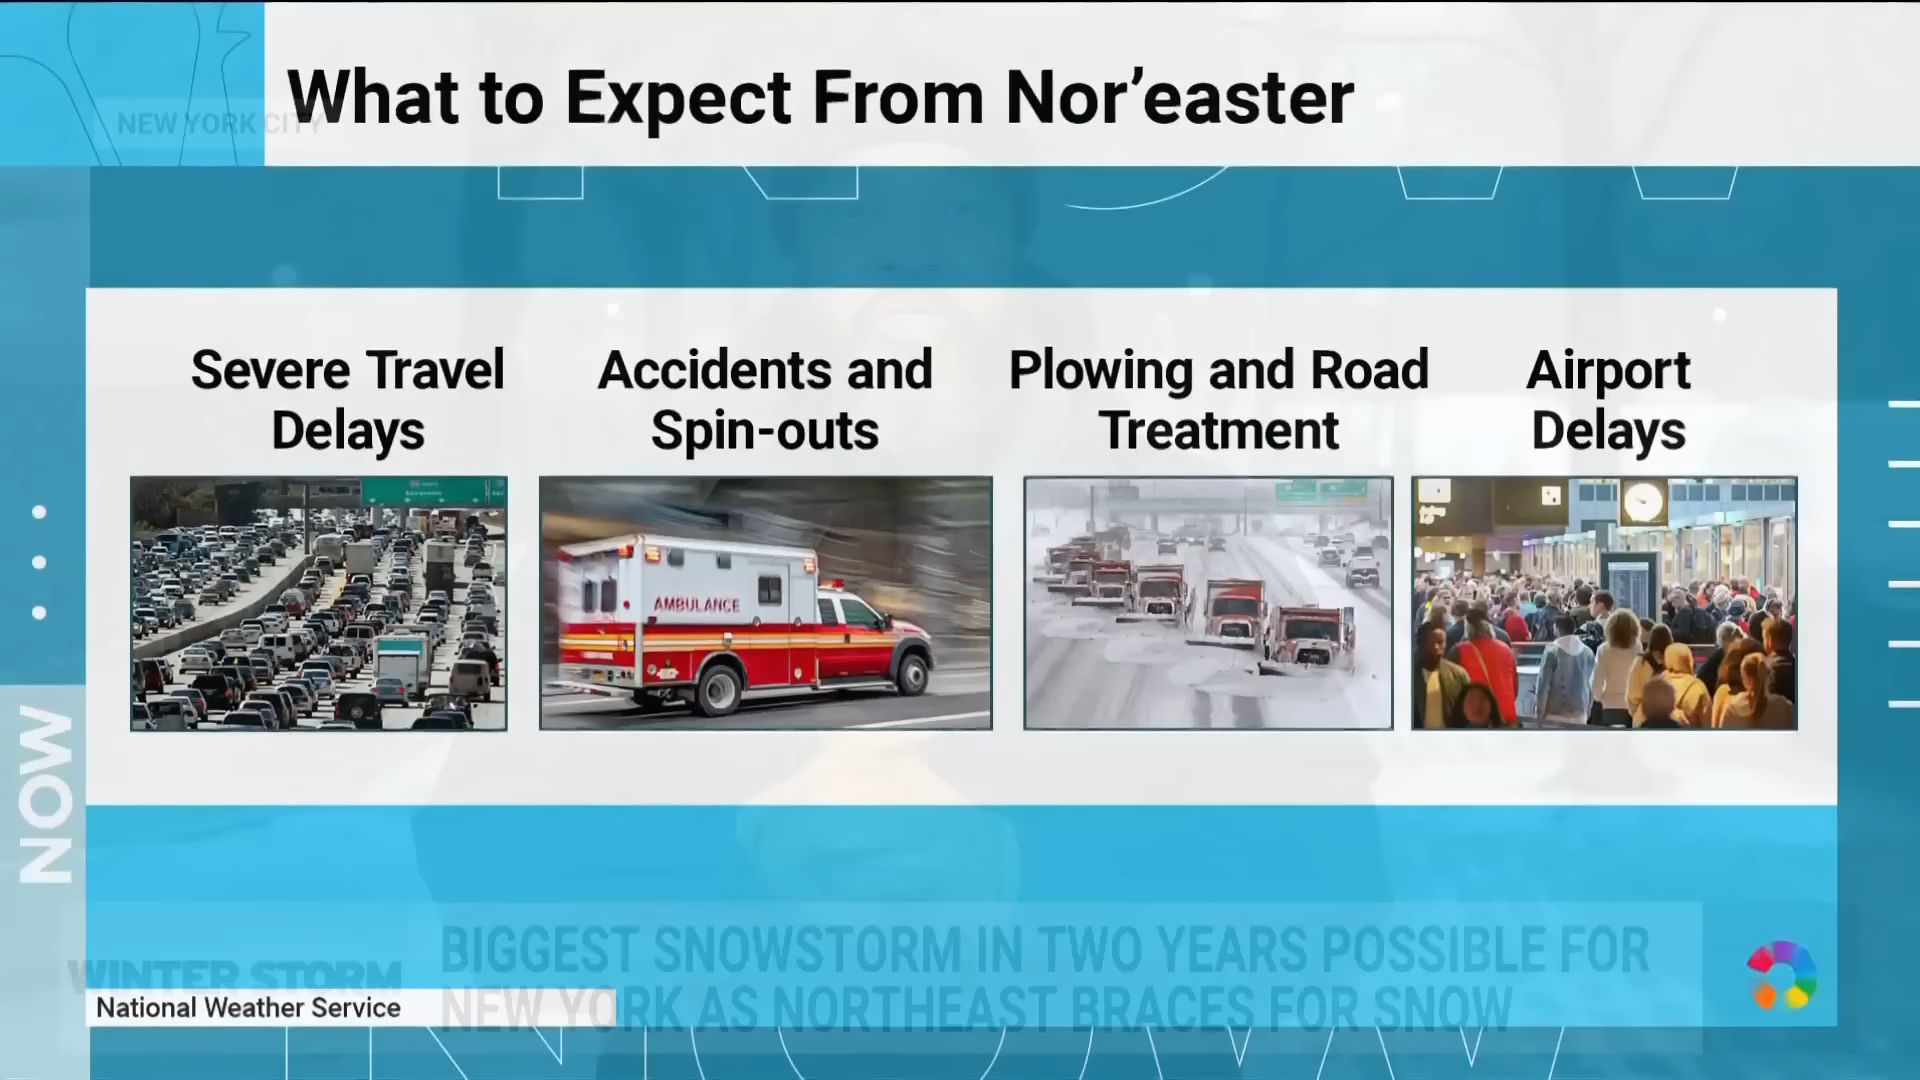 What to Expect From Nor’easter
NEW YORK CITY
Severe Travel
Delays
Accidents and
Spin-outs
Plowing and Road
Treatment
Airport
Delays
AMBULANCE
NOW
BIGGEST SNOWSTORM IN TWO YEARS POSSIBLE FOR
NEW YORK AS NORTHEAST BRACES FOR SNOW
WINTER STORM
National Weather Service
NOW